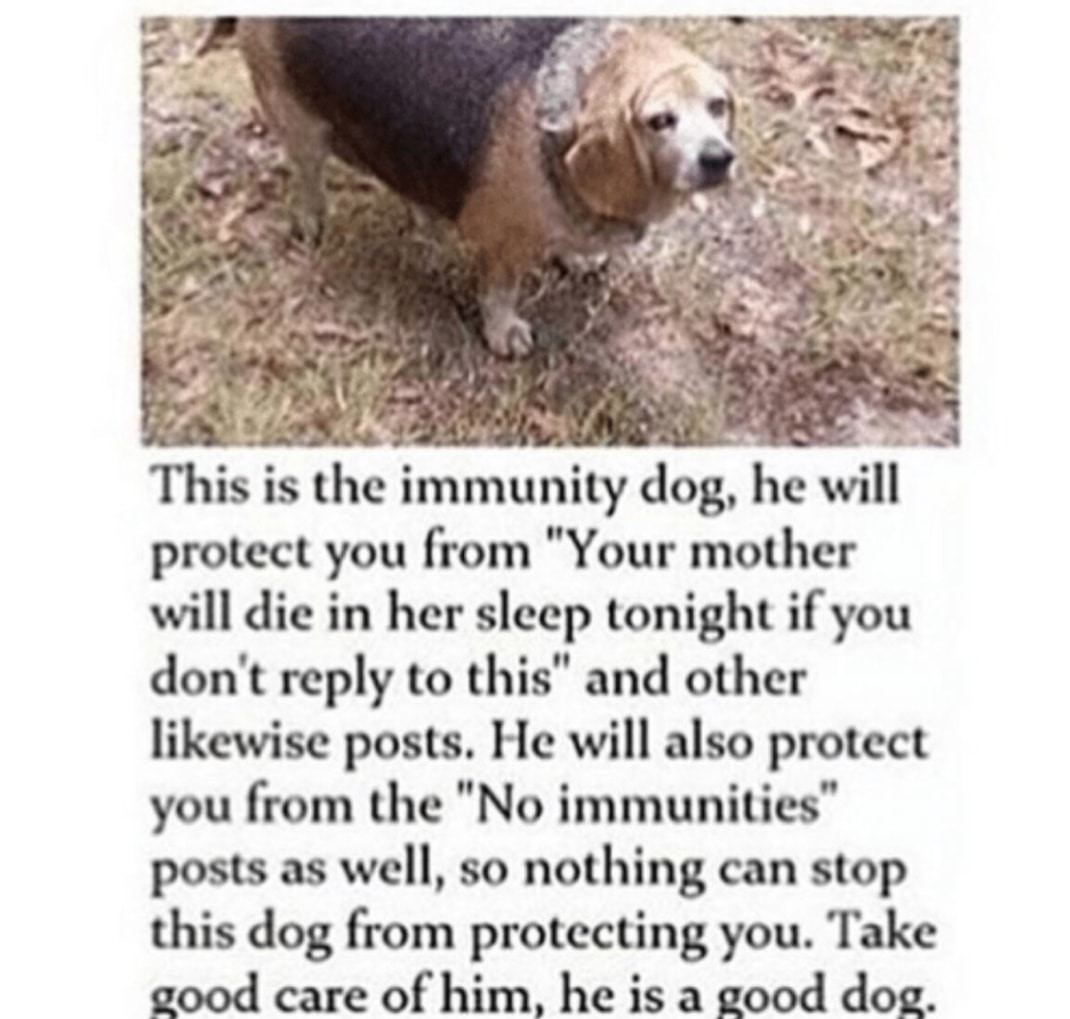 This is the immunity dog, he will
protect you from "Your mother
will die in her sleep tonight if you
don't reply to this" and other
likewise posts. He will also protect
you from the "No immunities"
posts as well, so nothing can stop
this dog from protecting you. Take
good care of him, he is a good dog.